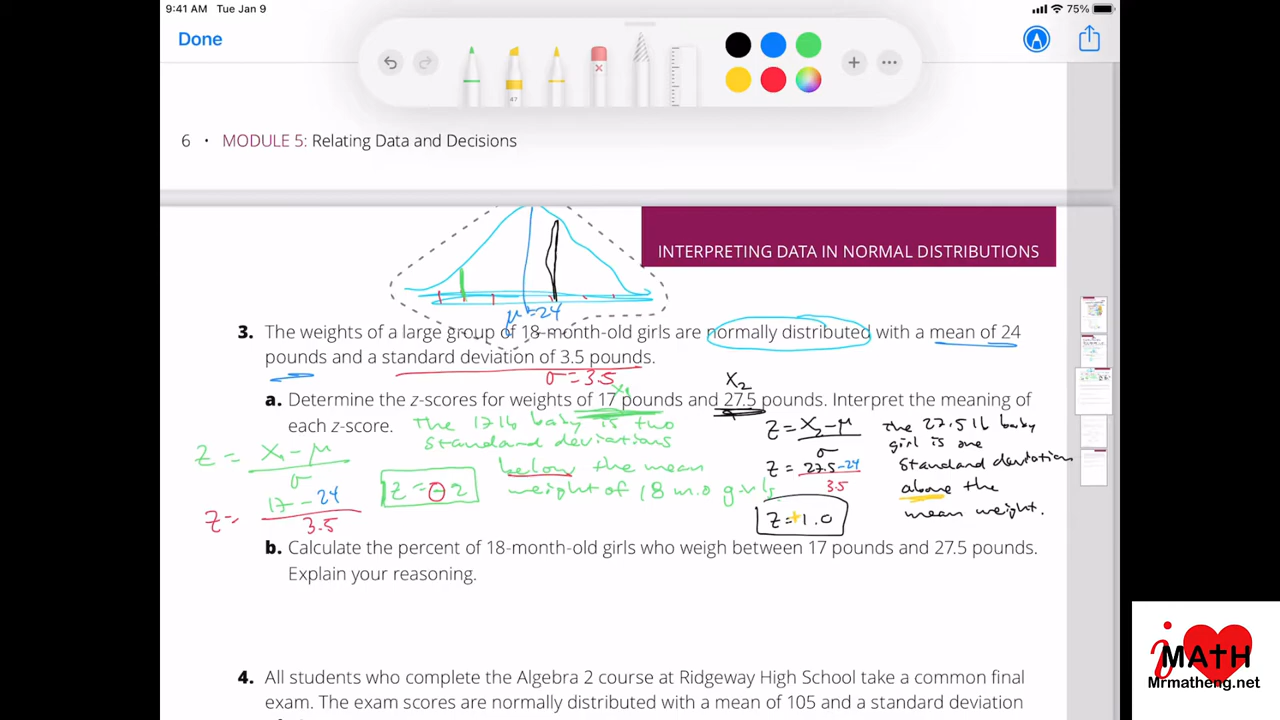 9:41 AM Tue Jan 9
75%
Done
47
6 • MODULE 5: Relating Data and Decisions
INTERPRETING DATA IN NORMAL DISTRIBUTIONS
μ=24
3. The weights of a large group of 18-month-old girls are normally distributed with a mean of 24
pounds and a standard deviation of 3.5 pounds.
σ=3.5
X₁
X₂
a. Determine the z-scores for weights of 17 pounds and 27.5 pounds. Interpret the meaning of
each z-score.
The 17 lb baby is two
standard deviations
below the mean
weight of 18 m.o girls.
Z = X₁-μ
σ
Z= 17-24
3.5
Z=-2
Z= X₂-μ
σ
Z= 27.5-24
3.5
Z=+1.0
The 27.5 lb baby
girl is one
standard deviation
above the
mean weight.
b. Calculate the percent of 18-month-old girls who weigh between 17 pounds and 27.5 pounds.
Explain your reasoning.
4. All students who complete the Algebra 2 course at Ridgeway High School take a common final
exam. The exam scores are normally distributed with a mean of 105 and a standard deviation
i
MATH
Mrmatheng.net